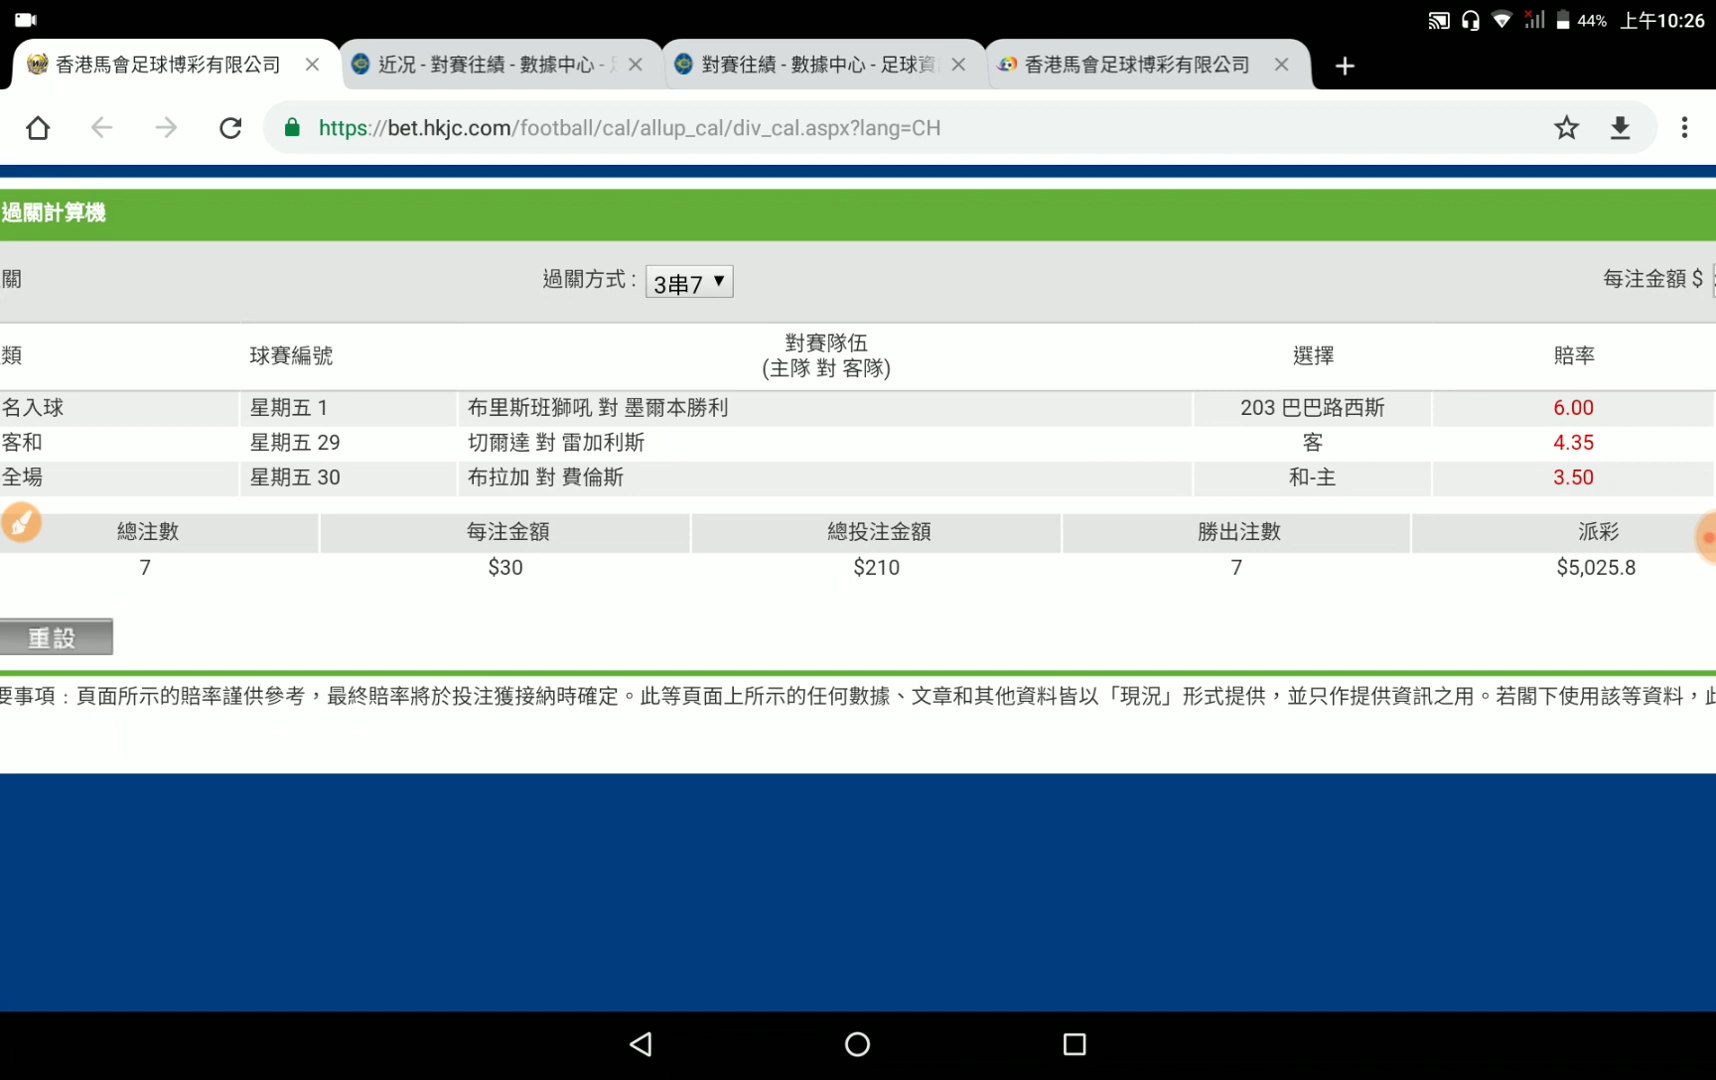 44% 上午10:26
香港馬會足球博彩有限公司
近況 - 對賽往績 - 數據中心 -
對賽往績 - 數據中心 - 足球資
香港馬會足球博彩有限公司
https://bet.hkjc.com/football/cal/allup_cal/div_cal.aspx?lang=CH
過關計算機
關 過關方式 : 3串7 每注金額 $
類 球賽編號 對賽隊伍 選擇 賠率
(主隊 對 客隊)
名入球 星期五 1 布里斯班獅吼 對 墨爾本勝利 203 巴巴路西斯 6.00
客和 星期五 29 切爾達 對 雷加利斯 客 4.35
全場 星期五 30 布拉加 對 費倫斯 和-主 3.50
總注數 每注金額 總投注金額 勝出注數 派彩
7 $30 $210 7 $5,025.8
重設
要事項﹕頁面所示的賠率謹供參考，最終賠率將於投注獲接納時確定。此等頁面上所示的任何數據、文章和其他資料皆以「現況」形式提供，並只作提供資訊之用。若閣下使用該等資料，